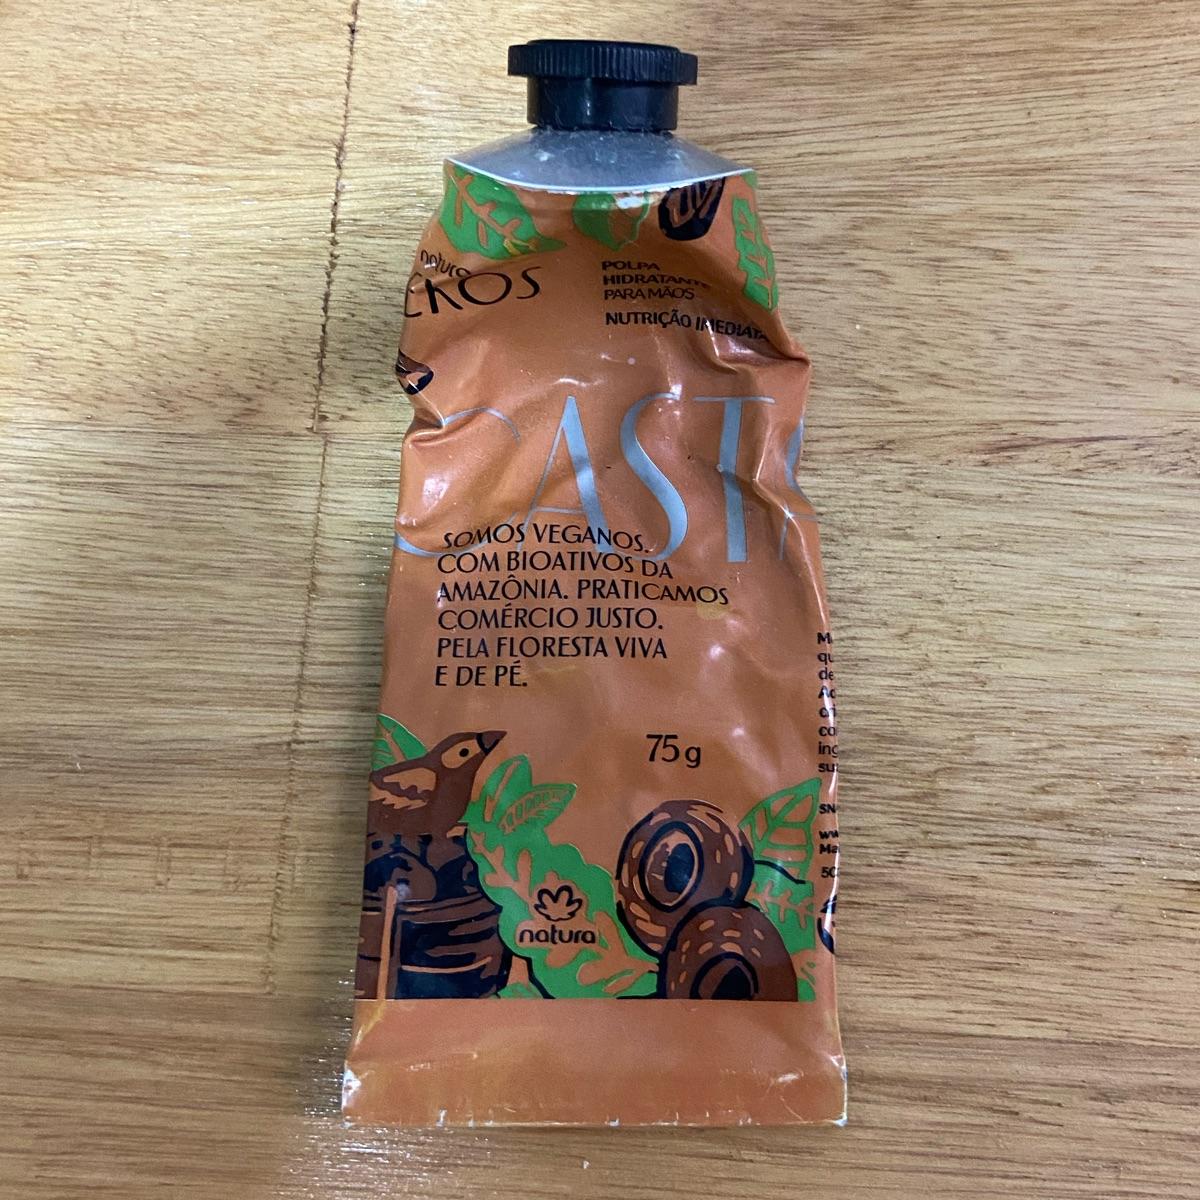 natura
EKOS
POLPA
HIDRATANTE
PARA MÃOS
NUTRIÇÃO IMEDIATA
CAST
SOMOS VEGANOS.
COM BIOATIVOS DA
AMAZÔNIA. PRATICAMOS
COMÉRCIO JUSTO.
PELA FLORESTA VIVA
E DE PÉ.
75 g
natura